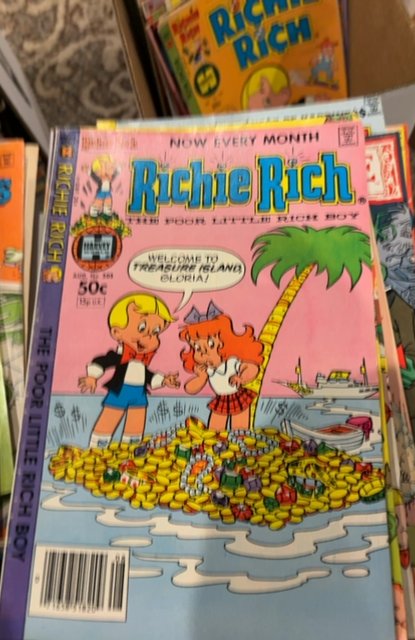 RICHIE
RICH
NOW EVERY MONTH
Richie Rich
THE POOR LITTLE RICH BOY
HARVEY
50¢
WELCOME TO
TREASURE ISLAND,
GLORIA!
$ $ $ $
RICHIE RICH
THE POOR LITTLE RICH BOY